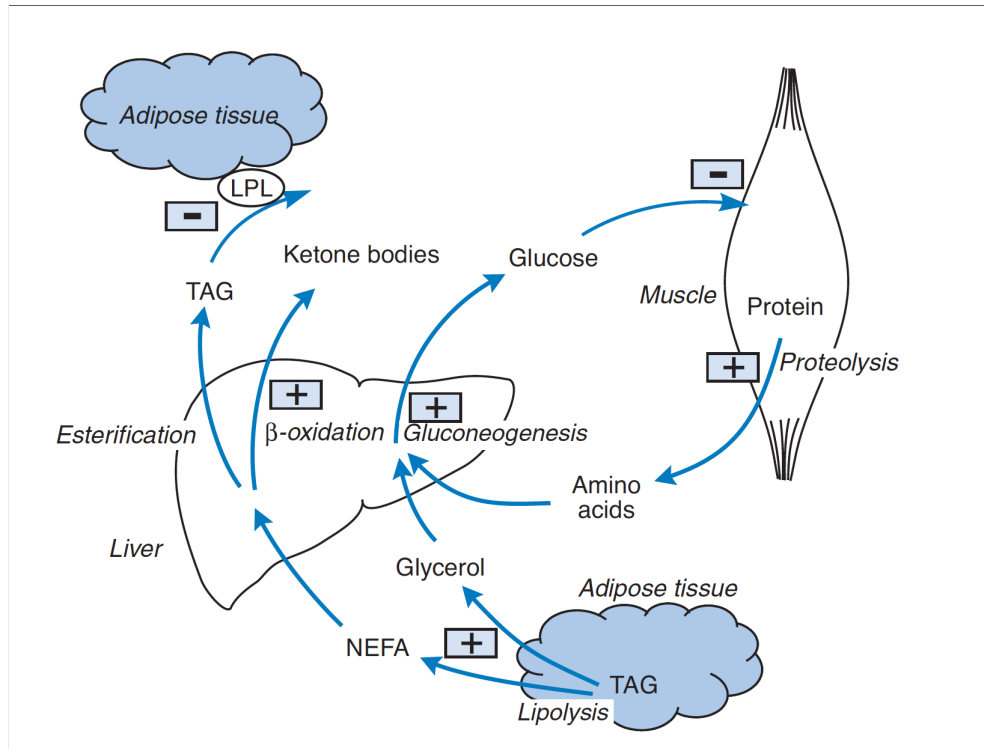 Adipose tissue
LPL
-
-
Ketone bodies
Glucose
TAG
Muscle
Protein
+
Proteolysis
+
+
Esterification
β-oxidation
Gluconeogenesis
Amino
acids
Liver
Glycerol
Adipose tissue
NEFA
+
TAG
Lipolysis